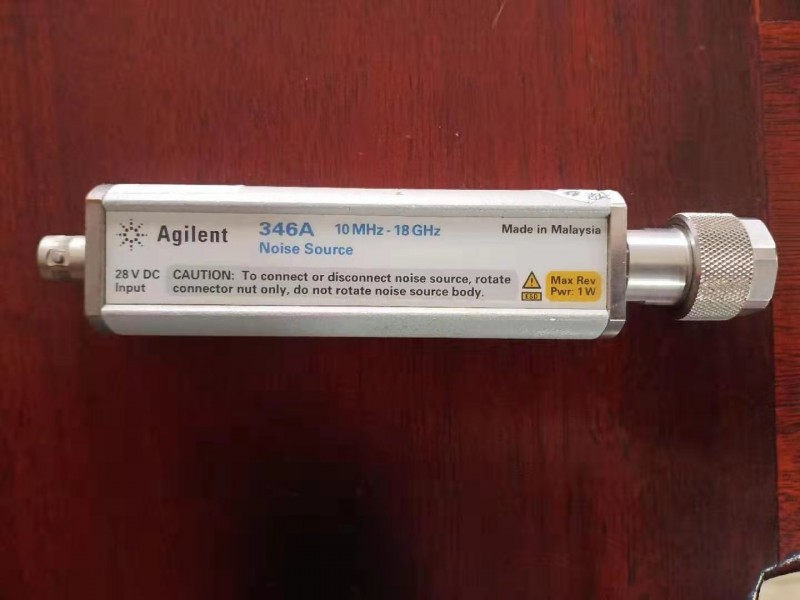 Agilent
346A 10 MHz - 18 GHz
Noise Source
Made in Malaysia
28 V DC
Input
CAUTION: To connect or disconnect noise source, rotate
connector nut only, do not rotate noise source body.
ESD
Max Rev
Pwr: 1 W